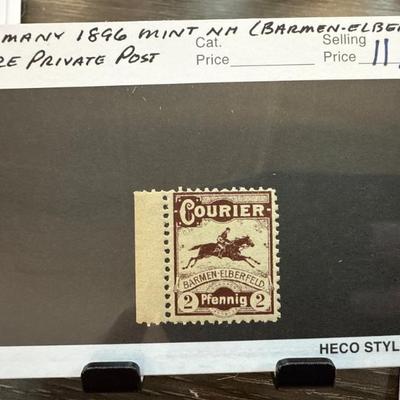 MANY 1896 MINT NH (BARMEN-ELBE
RE PRIVATE POST
Cat.
Price
Selling
Price 11
COURIER
BARMEN-ELBERFELD
2 Pfennig 2
HECO STYL